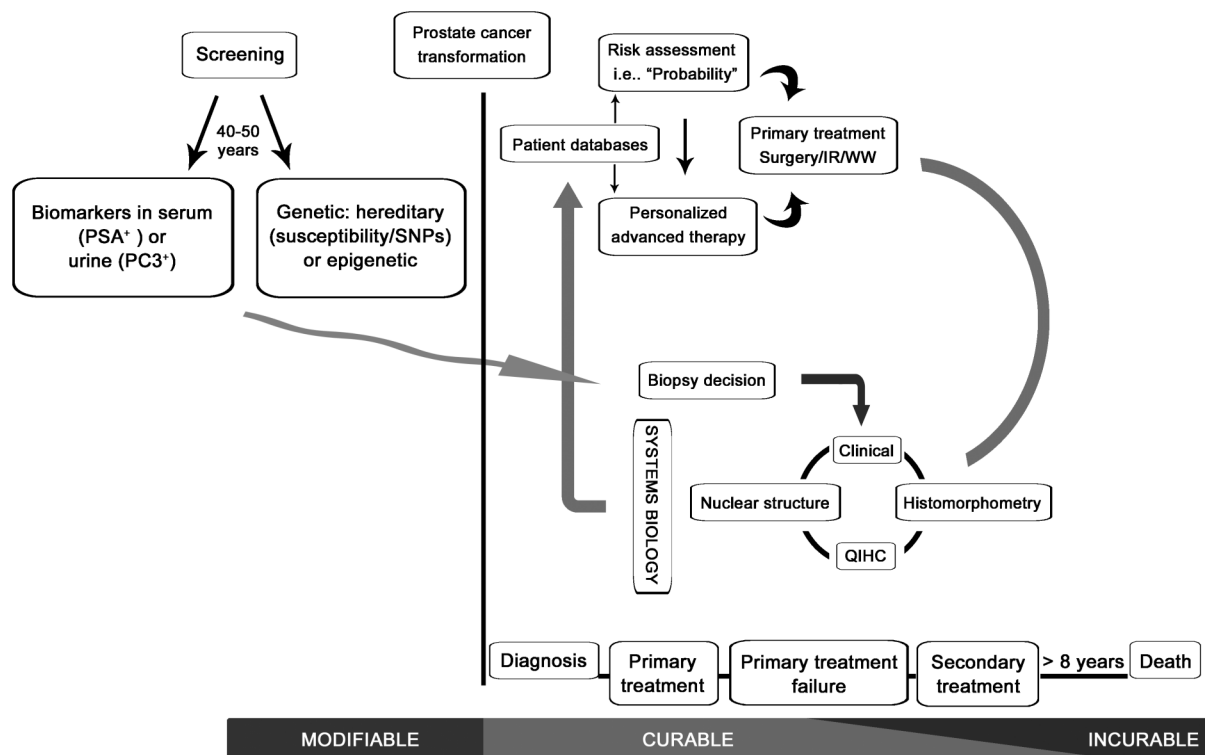 Screening
40-50
years
Biomarkers in serum
(PSA⁺ ) or
urine (PC3⁺)
Genetic: hereditary
(susceptibility/SNPs)
or epigenetic
Prostate cancer
transformation
Risk assessment
i.e.. “Probability”
Patient databases
Primary treatment
Surgery/IR/WW
Personalized
advanced therapy
Biopsy decision
SYSTEMS BIOLOGY
Clinical
Nuclear structure
Histomorphometry
QIHC
Diagnosis
Primary
treatment
Primary treatment
failure
Secondary
treatment
> 8 years
Death
MODIFIABLE
CURABLE
INCURABLE